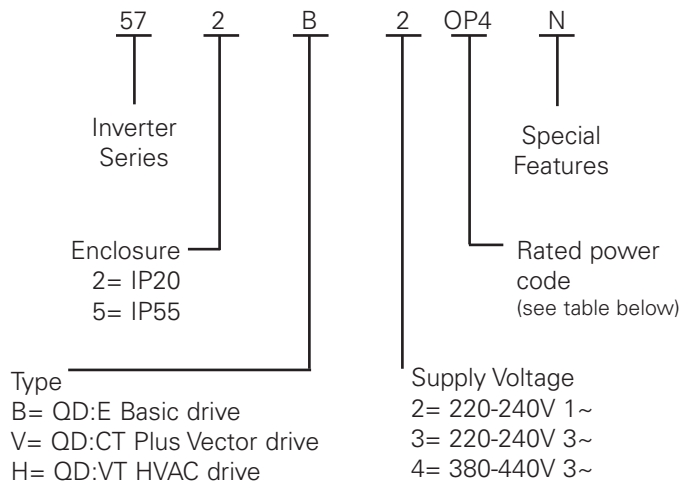 57 2 B 2 OP4 N
Inverter
Series
Special
Features
Enclosure
2= IP20
5= IP55
Rated power
code
(see table below)
Type
B= QD:E Basic drive
V= QD:CT Plus Vector drive
H= QD:VT HVAC drive
Supply Voltage
2= 220-240V 1~
3= 220-240V 3~
4= 380-440V 3~